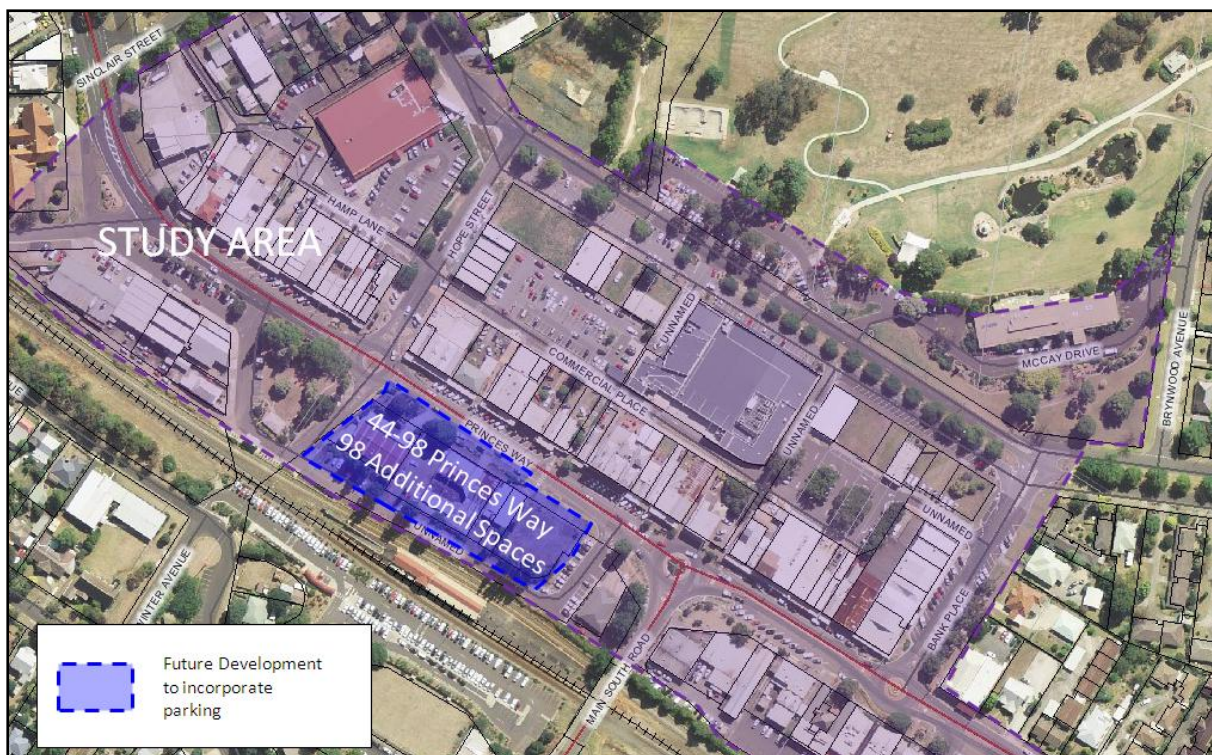 SINCLAIR STREET
HAMP LANE
HOPE STREET
STUDY AREA
UNNAMED
COMMERCIAL PLACE
MCCAY DRIVE
BRYNWOOD AVENUE
PRINCES WAY
UNNAMED
44-98 Princes Way
98 Additional Spaces
UNNAMED
UNNAMED
WINTER AVENUE
BANK PLACE
MAIN SOUTH ROAD
Future Development
to incorporate
parking